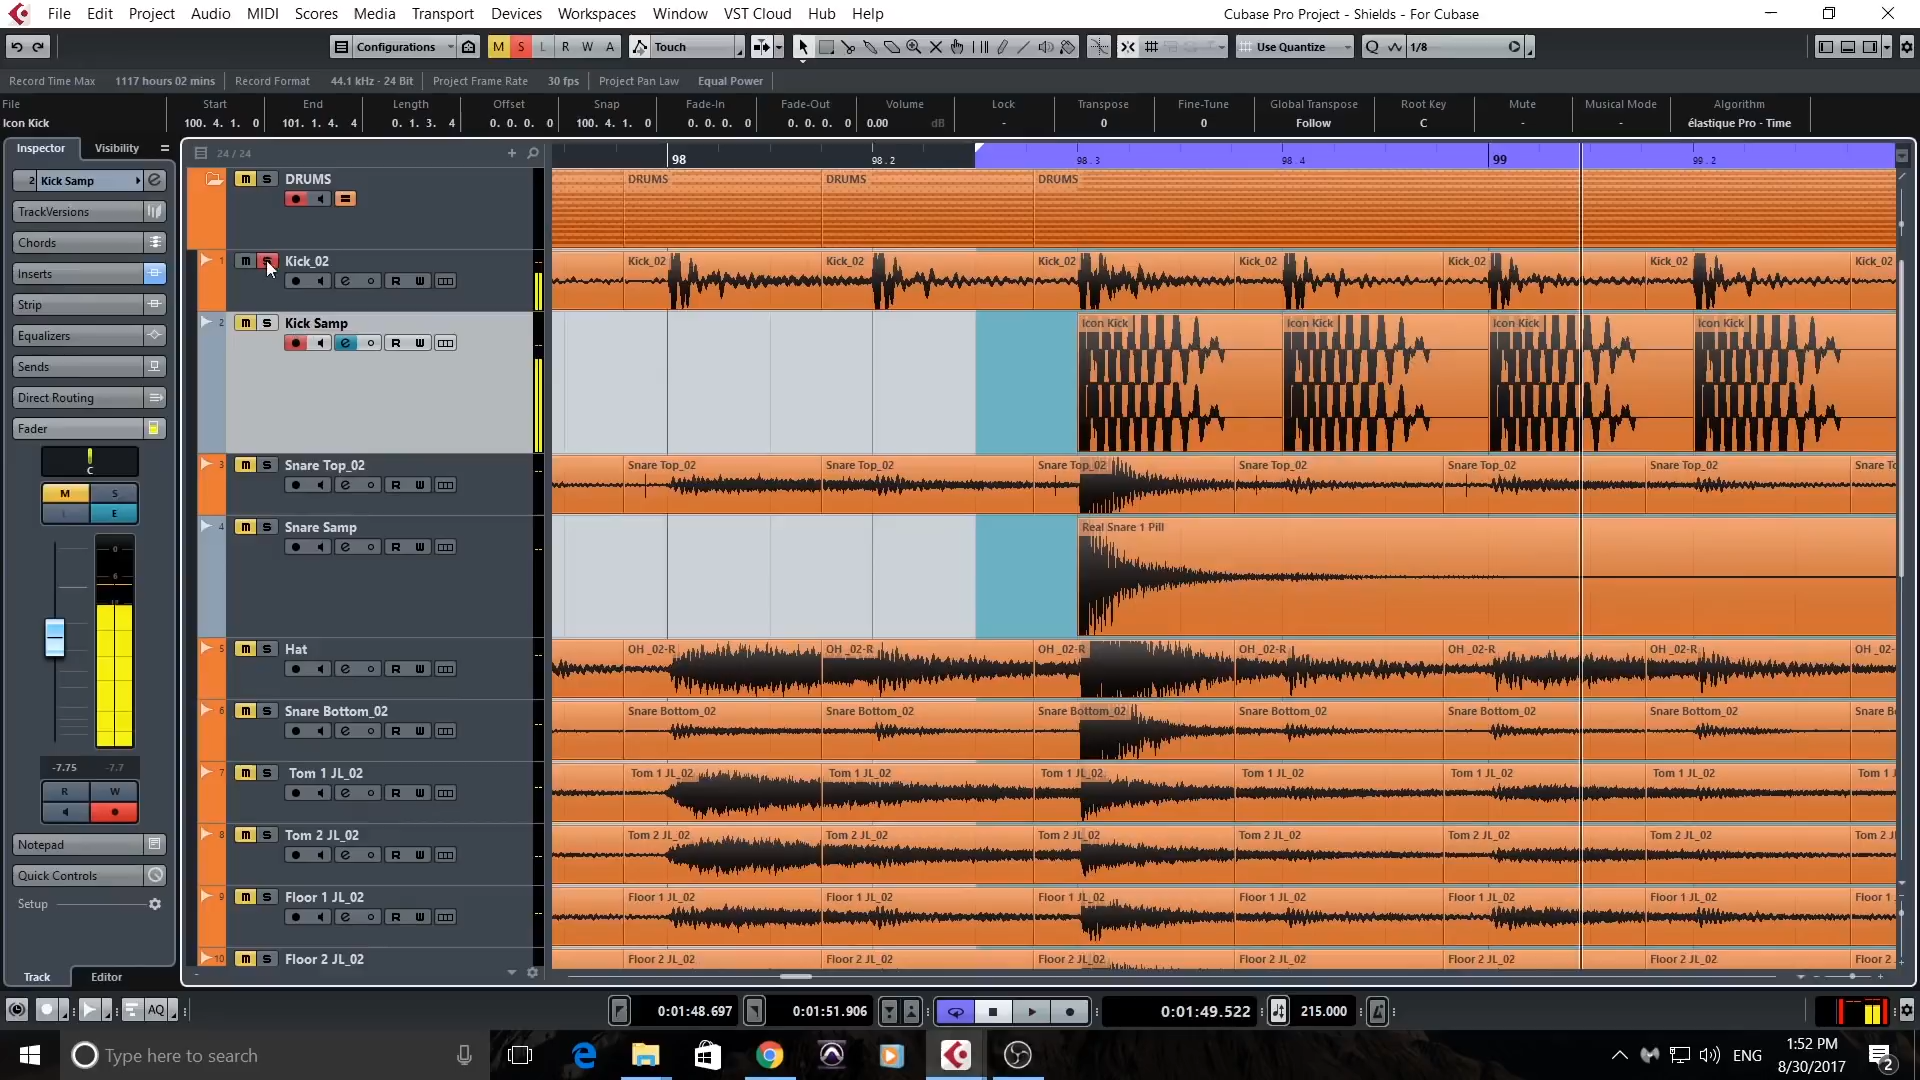 File Edit Project Audio MIDI Scores Media Transport Devices Workspaces Window VST Cloud Hub Help Cubase Pro Project - Shields - For Cubase
Configurations M S L R W A Touch Use Quantize Q 1/8
Record Time Max 1117 hours 02 mins Record Format 44.1 kHz - 24 Bit Project Frame Rate 30 fps Project Pan Law Equal Power
File Start End Length Offset Snap Fade-In Fade-Out Volume Lock Transpose Fine-Tune Global Transpose Root Key Mute Musical Mode Algorithm
Icon Kick 100. 4. 1. 0 101. 1. 4. 4 0. 1. 3. 4 0. 0. 0. 0 100. 4. 1. 0 0. 0. 0. 0 0. 0. 0. 0 0.00 dB - 0 0 Follow C - - élastique Pro - Time
Inspector Visibility 24 / 24 98 98.2 98.3 98.4 99 99.2
2 Kick Samp
TrackVersions
Chords
Inserts
Strip
Equalizers
Sends
Direct Routing
Fader
C
M S
L E
0
6
-7.75 -7.7
R W
Notepad
Quick Controls
Setup
Track Editor
m S DRUMS DRUMS DRUMS DRUMS
1 m S Kick_02 Kick_02 Kick_02 Kick_02 Kick_02 Kick_02 Kick_02 Kick_02
e R W
2 m S Kick Samp Icon Kick Icon Kick Icon Kick Icon Kick
e R W
3 m S Snare Top_02 Snare Top_02 Snare Top_02 Snare Top_02 Snare Top_02 Snare Top_02 Snare Top_02 Snare To
e R W
4 m S Snare Samp Real Snare 1 Pill
e R W
5 m S Hat OH _02-R OH _02-R OH _02-R OH _02-R OH _02-R OH _02-R OH _02-
e R W
6 m S Snare Bottom_02 Snare Bottom_02 Snare Bottom_02 Snare Bottom_02 Snare Bottom_02 Snare Bottom_02 Snare Bottom_02 Snare B
e R W
7 m S Tom 1 JL_02 Tom 1 JL_02 Tom 1 JL_02 Tom 1 JL_02 Tom 1 JL_02 Tom 1 JL_02 Tom 1 JL_02 Tom 1 J
e R W
8 m S Tom 2 JL_02 Tom 2 JL_02 Tom 2 JL_02 Tom 2 JL_02 Tom 2 JL_02 Tom 2 JL_02 Tom 2 JL_02 Tom 2 J
e R W
9 m S Floor 1 JL_02 Floor 1 JL_02 Floor 1 JL_02 Floor 1 JL_02 Floor 1 JL_02 Floor 1 JL_02 Floor 1 JL_02 Floor 1
e R W
10 m S Floor 2 JL_02 Floor 2 JL_02 Floor 2 JL_02 Floor 2 JL_02 Floor 2 JL_02 Floor 2 JL_02 Floor 2 JL_02 Floor 2
AQ 0:01:48.697 0:01:51.906 0:01:49.522 215.000
Type here to search ENG 1:52 PM
8/30/2017 2